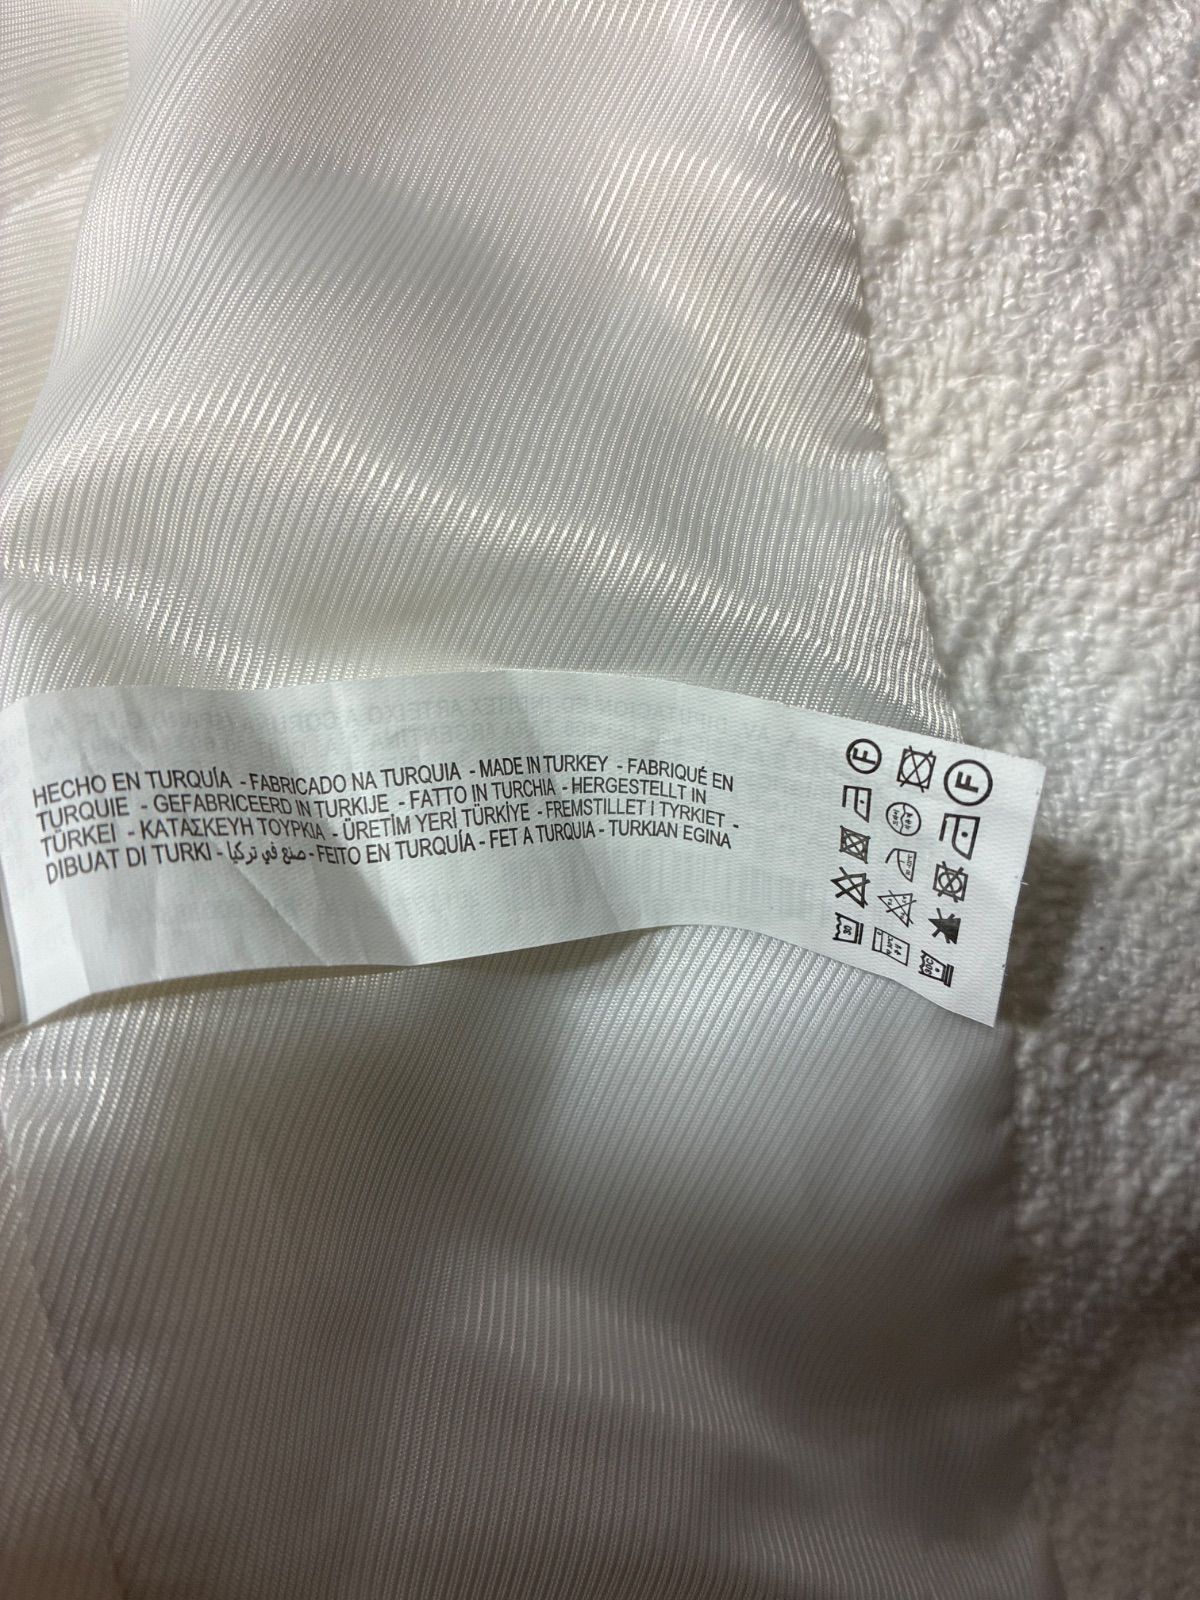 HECHO EN TURQUÍA - FABRICADO NA TURQUIA - MADE IN TURKEY - FABRIQUÉ EN
TURQUIE - GEFABRICEERD IN TURKIJE - FATTO IN TURCHIA - HERGESTELLT IN
TÜRKEI - ΚΑΤΑΣΚΕΥΗ ΤΟΥΡΚΙΑ - ÜRETİM YERİ TÜRKİYE - FREMSTILLET I TYRKIET -
DIBUAT DI TURKI - صنع في تركيا - FEITO EN TURQUÍA - FET A TURQUIA - TURKIAN EGINA
F
F
30
30C